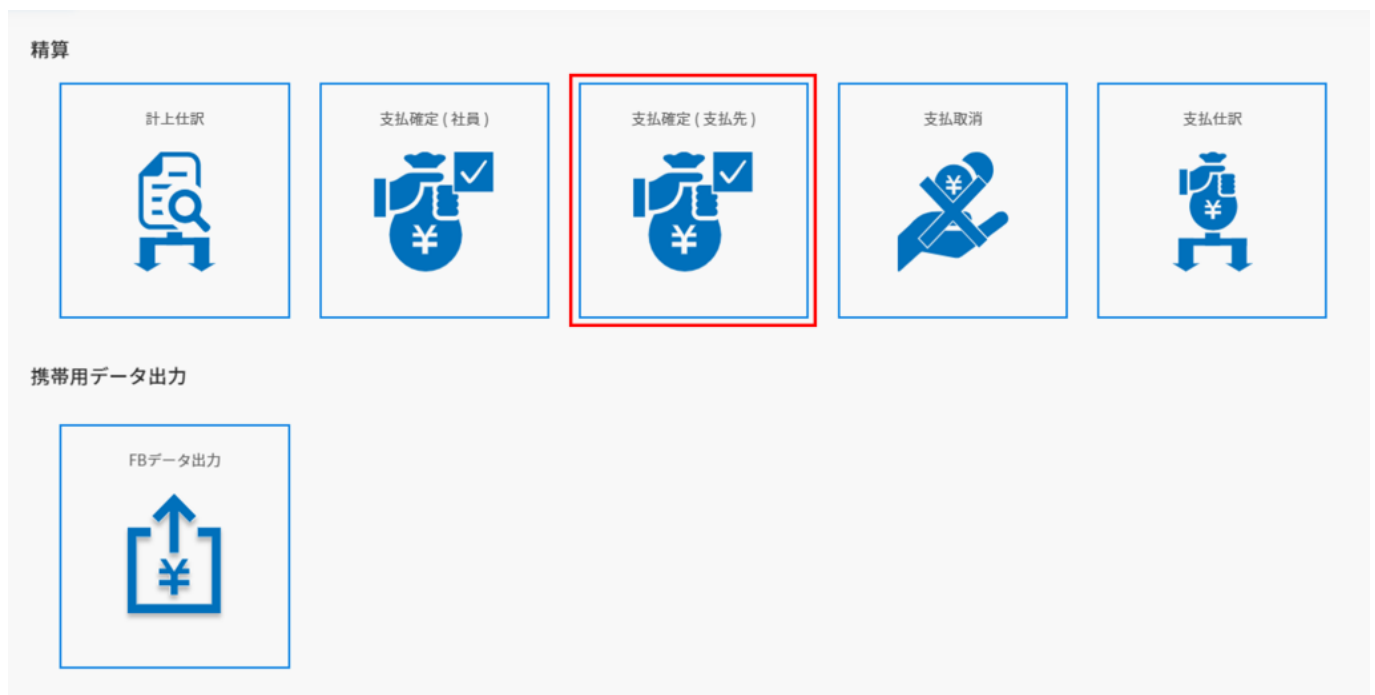 精算
計上仕訳
支払確定 ( 社員 )
支払確定 ( 支払先 )
支払取消
支払仕訳
¥
¥
¥
¥
携帯用データ出力
FBデータ出力
¥